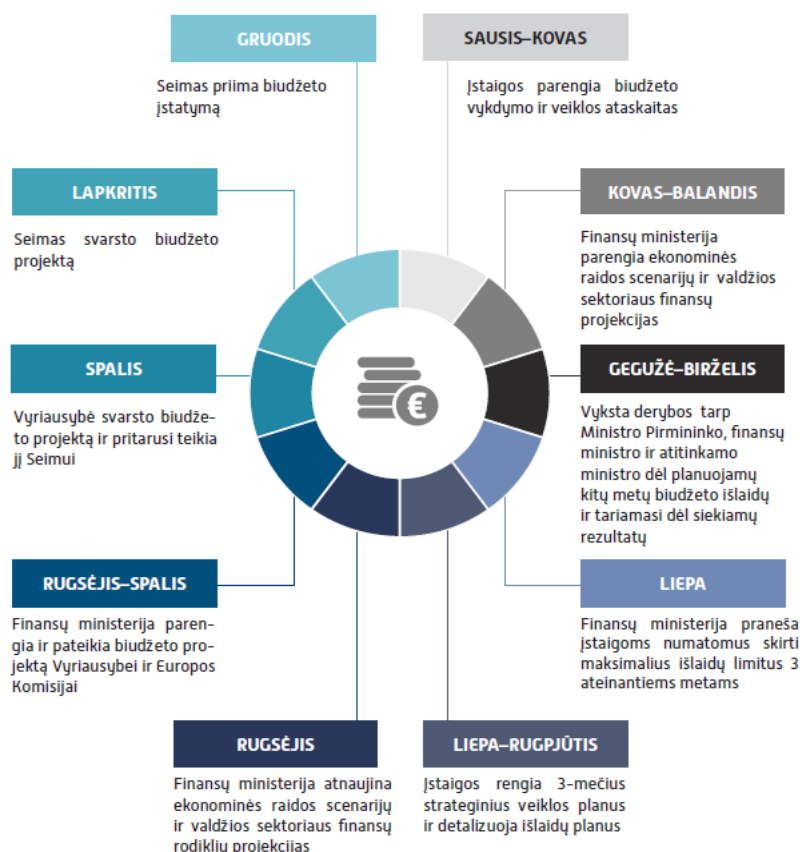 GRUODIS
Seimas priima biudžeto
įstatymą
SAUSIS–KOVAS
Įstaigos parengia biudžeto
vykdymo ir veiklos ataskaitas
KOVAS–BALANDIS
Finansų ministerija
parengia ekonominės
raidos scenarijų ir valdžios
sektoriaus finansų
projekcijas
GEGUŽĖ–BIRŽELIS
Vyksta derybos tarp
Ministro Pirmininko, finansų
ministro ir atitinkamo
ministro dėl planuojamų
kitų metų biudžeto išlaidų
ir tariamasi dėl siekiamų
rezultatų
LIEPA
Finansų ministerija praneša
įstaigoms numatomus skirti
maksimalius išlaidų limitus 3
ateinantiems metams
LIEPA–RUGPJŪTIS
Įstaigos rengia 3-mečius
strateginius veiklos planus
ir detalizuoja išlaidų planus
RUGSĖJIS
Finansų ministerija atnaujina
ekonominės raidos scenarijų
ir valdžios sektoriaus finansų
rodiklių projekcijas
RUGSĖJIS–SPALIS
Finansų ministerija paren-
gia ir pateikia biudžeto pro-
jektą Vyriausybei ir Europos
Komisijai
SPALIS
Vyriausybė svarsto biudže-
to projektą ir pritarusi teikia
jį Seimui
LAPKRITIS
Seimas svarsto biudžeto
projektą
€